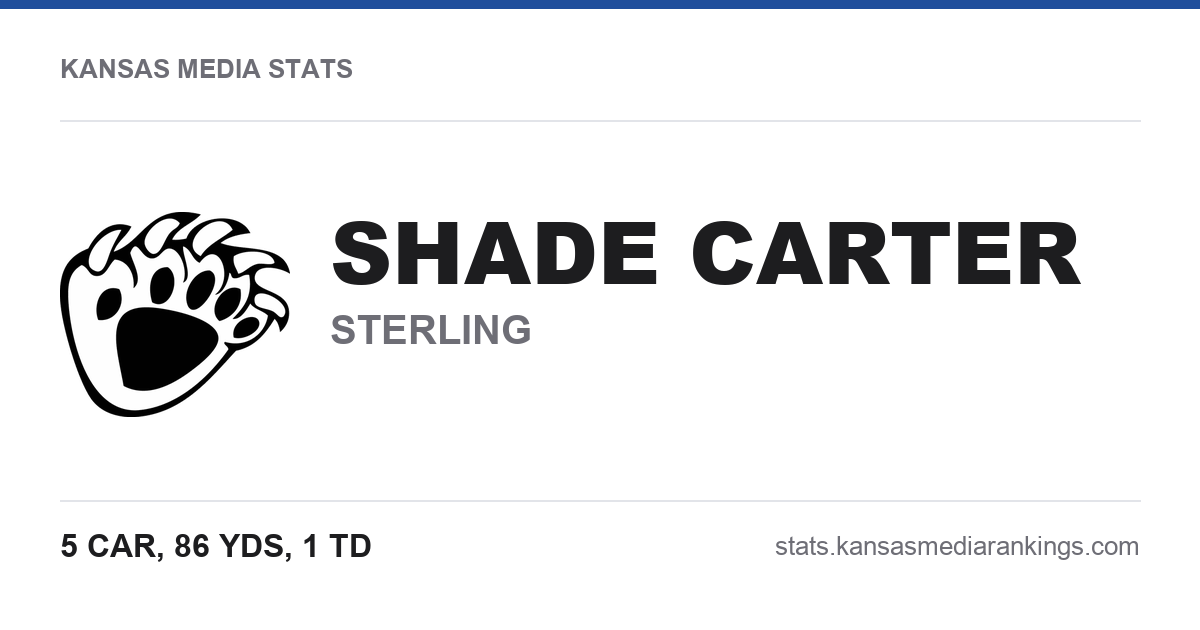 KANSAS MEDIA STATS
SHADE CARTER
STERLING
5 CAR, 86 YDS, 1 TD
stats.kansasmediarankings.com